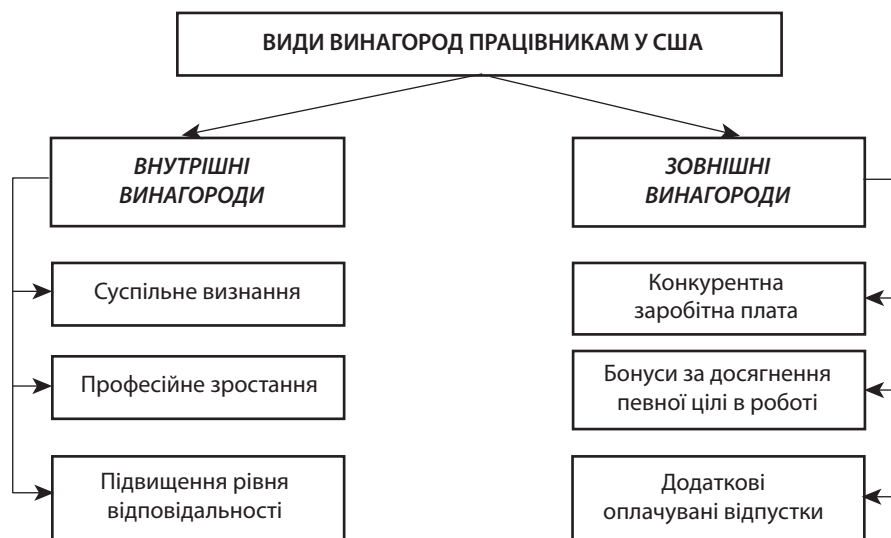 ВИДИ ВИНАГОРОД ПРАЦІВНИКАМ У США
ВНУТРІШНІ
ВИНАГОРОДИ
Суспільне визнання
Професійне зростання
Підвищення рівня
відповідальності
ЗОВНІШНІ
ВИНАГОРОДИ
Конкурентна
заробітна плата
Бонуси за досягнення
певної цілі в роботі
Додаткові
оплачувані відпустки